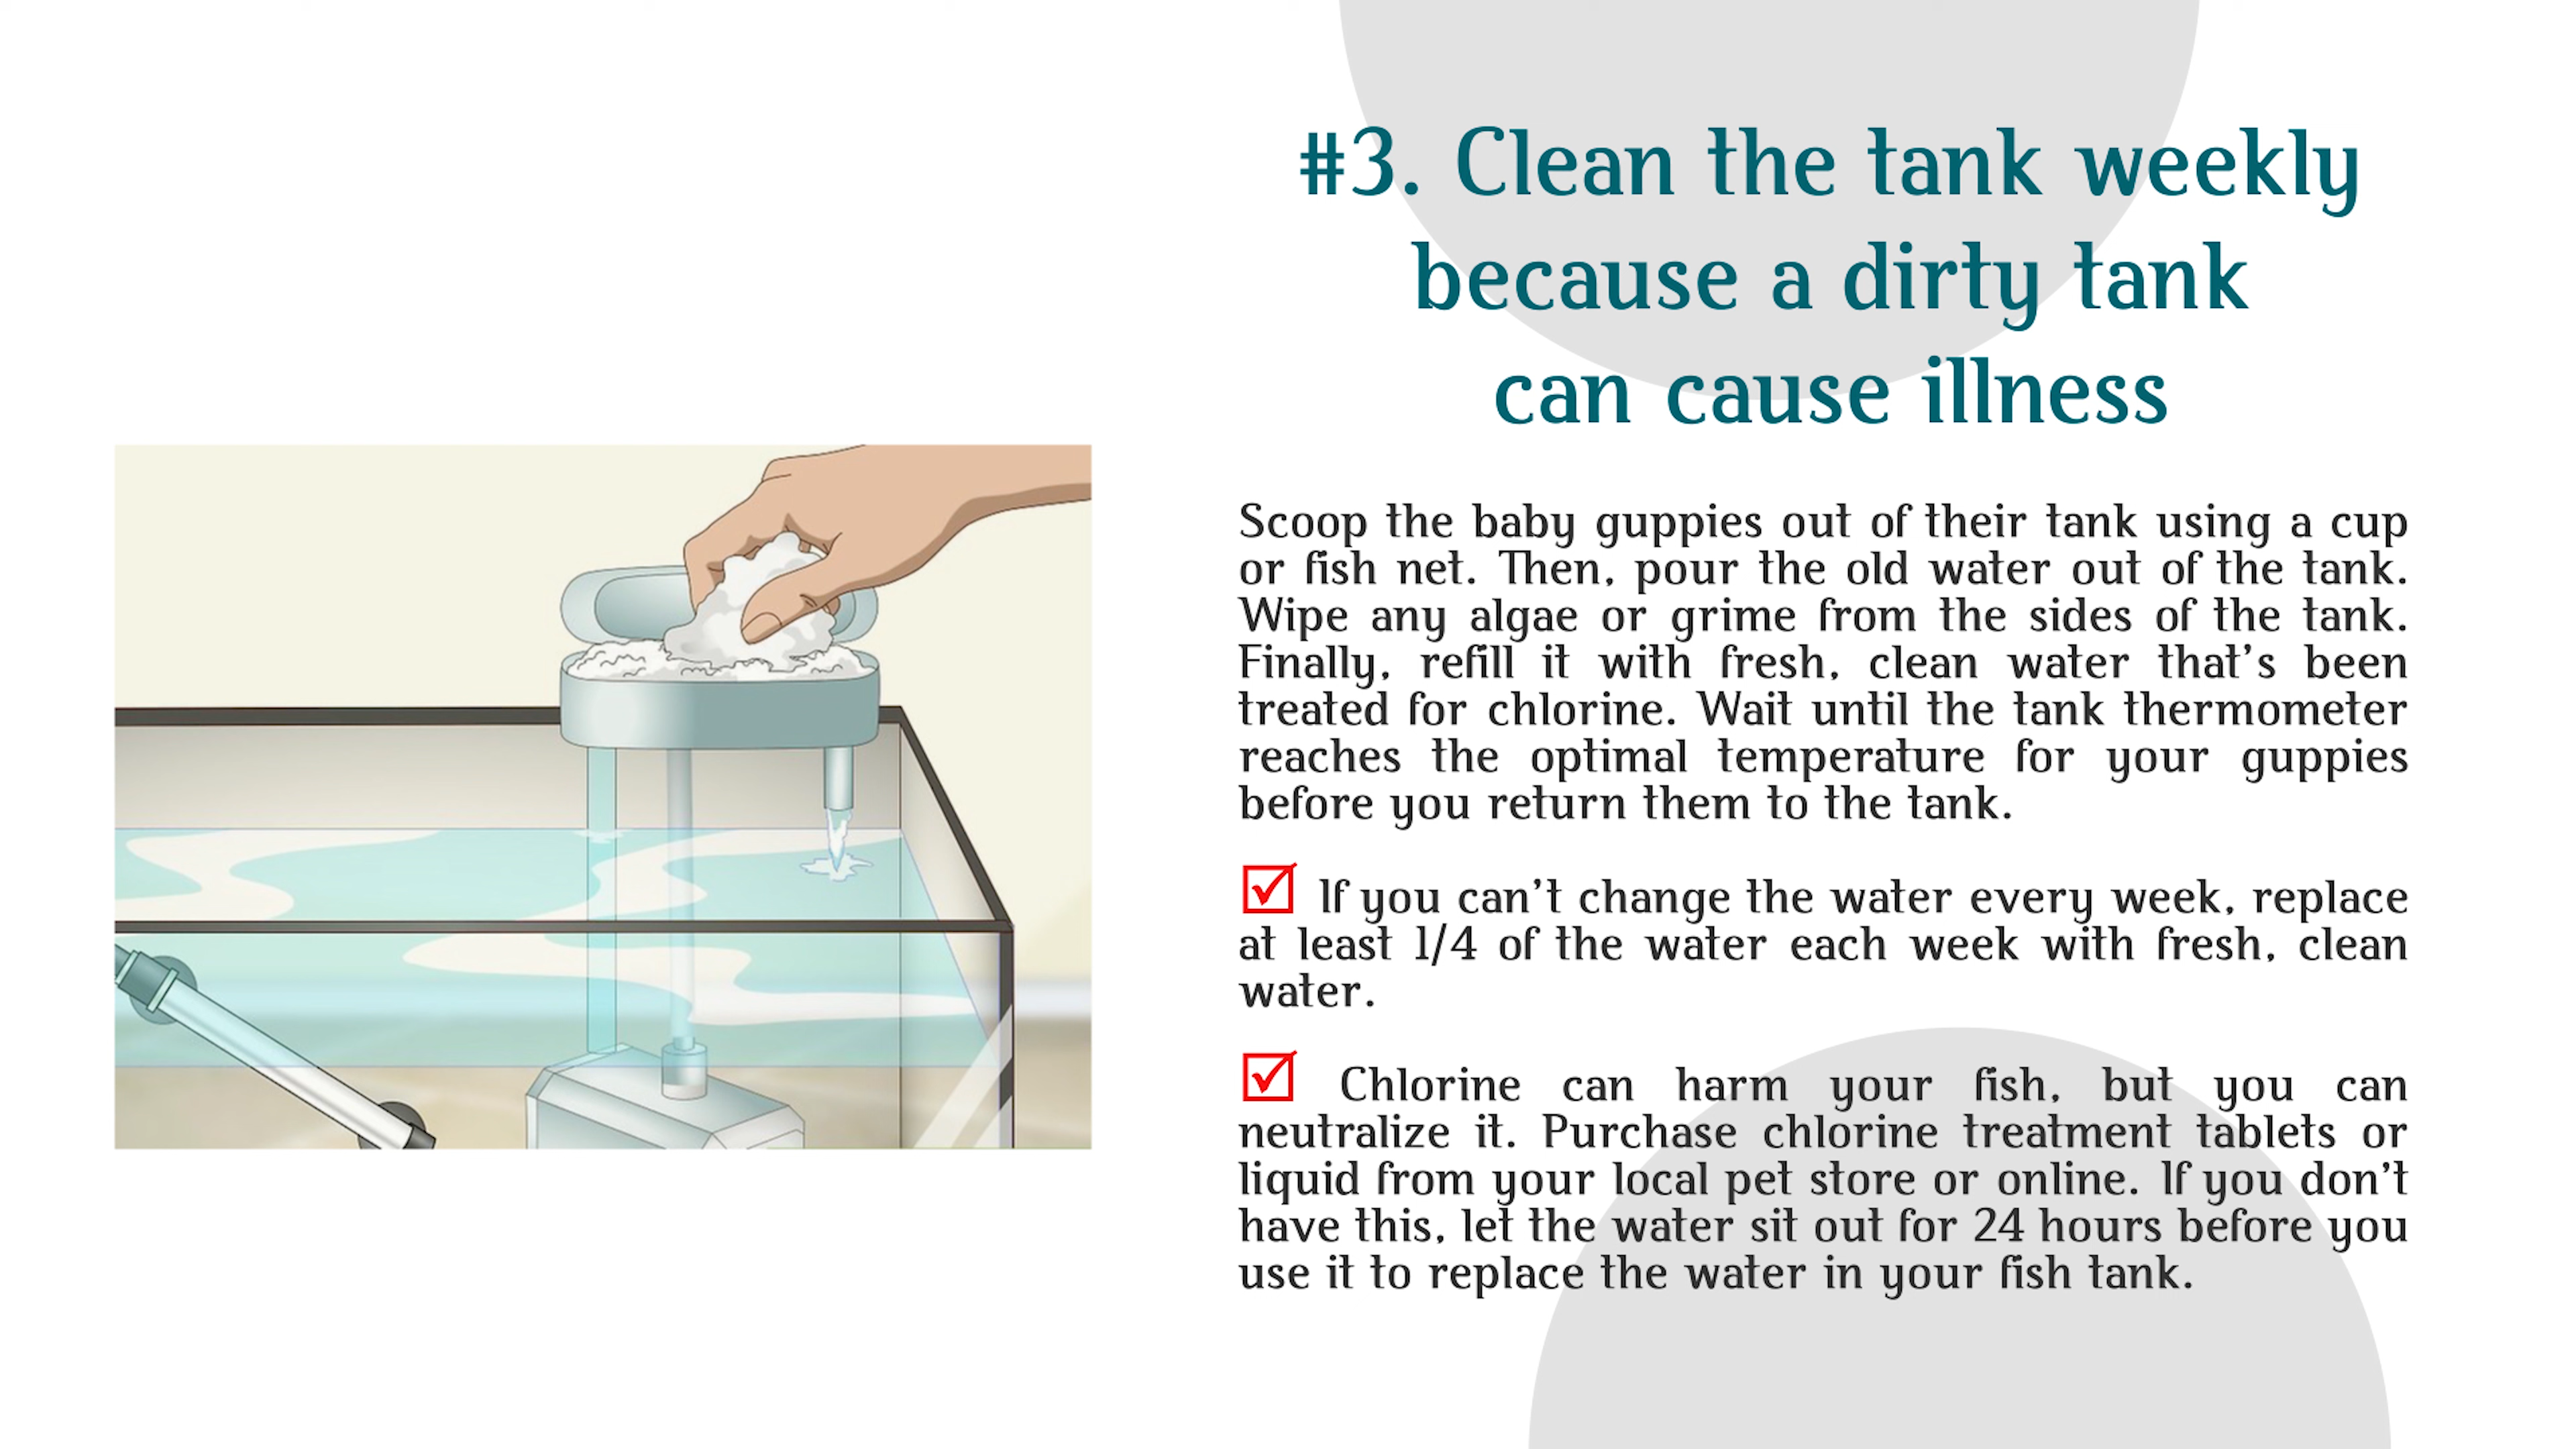 #3. Clean the tank weekly
because a dirty tank
can cause illness
Scoop the baby guppies out of their tank using a cup
or fish net. Then, pour the old water out of the tank.
Wipe any algae or grime from the sides of the tank.
Finally, refill it with fresh, clean water that's been
treated for chlorine. Wait until the tank thermometer
reaches the optimal temperature for your guppies
before you return them to the tank.
☑ If you can't change the water every week, replace
at least 1/4 of the water each week with fresh, clean
water.
☑ Chlorine can harm your fish, but you can
neutralize it. Purchase chlorine treatment tablets or
liquid from your local pet store or online. If you don't
have this, let the water sit out for 24 hours before you
use it to replace the water in your fish tank.